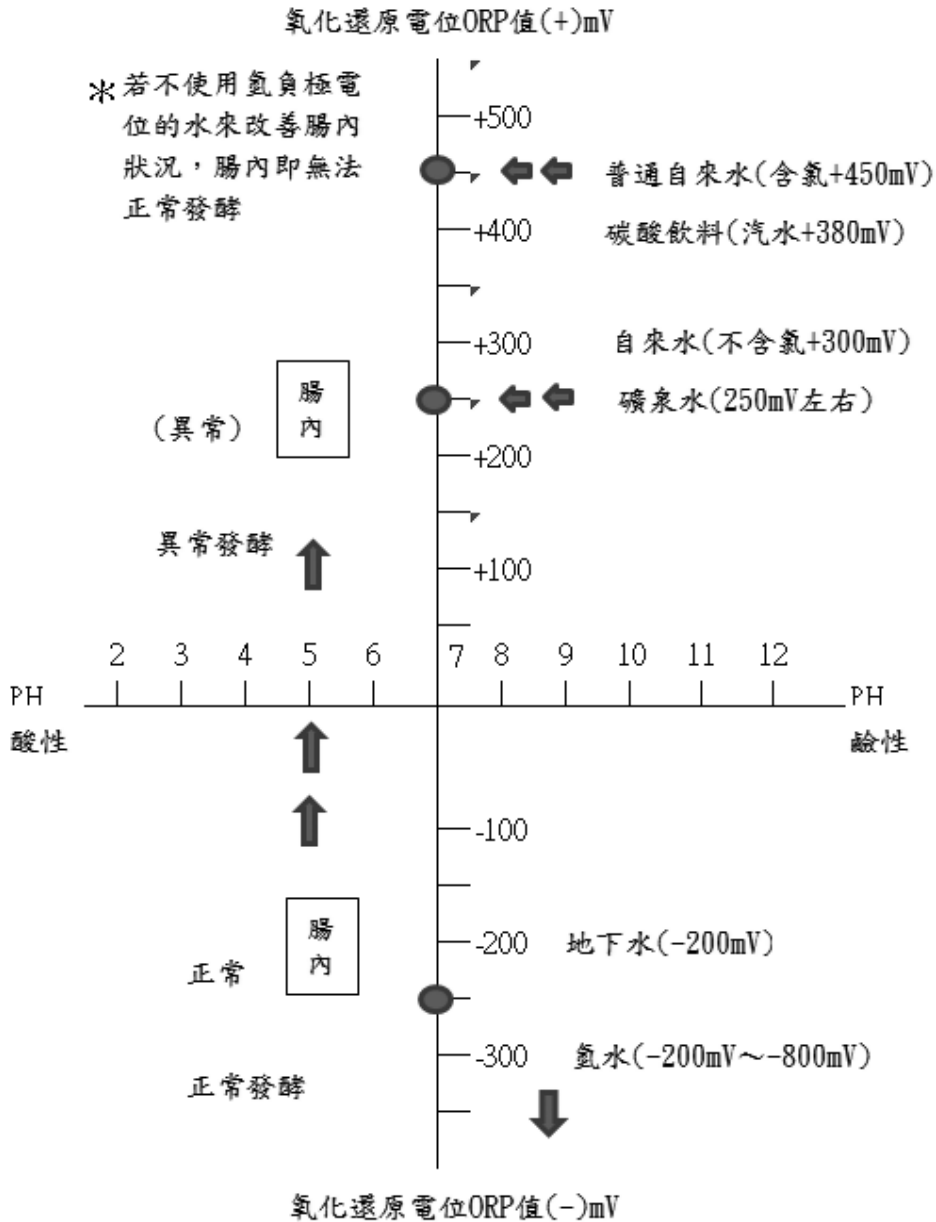 氧化還原電位ORP值(+)mV
*若不使用氫負極電
位的水來改善腸內
狀況，腸內即無法
正常發酵
+500
普通自來水(含氯+450mV)
+400
碳酸飲料(汽水+380mV)
+300
自來水(不含氯+300mV)
腸
內
(異常)
礦泉水(250mV左右)
+200
異常發酵
+100
2 3 4 5 6 7 8 9 10 11 12
PH
PH
酸性
鹼性
-100
腸
內
正常
-200
地下水(-200mV)
-300
氫水(-200mV～-800mV)
正常發酵
氧化還原電位ORP值(-)mV